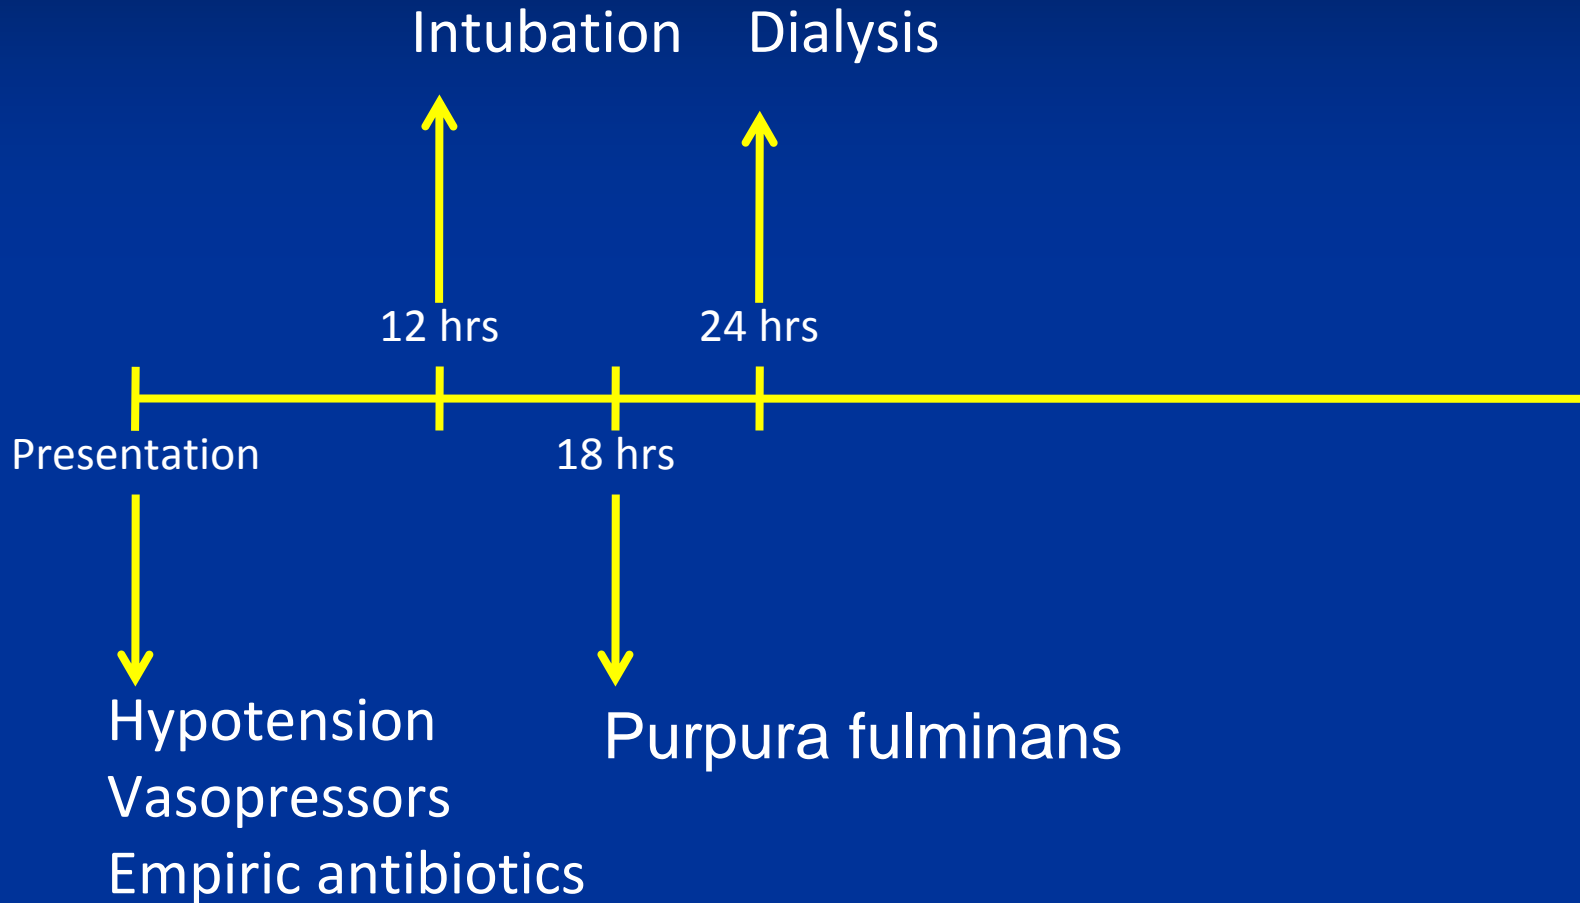 Intubation Dialysis
12 hrs 24 hrs
Presentation 18 hrs
Hypotension
Purpura fulminans
Vasopressors
Empiric antibiotics